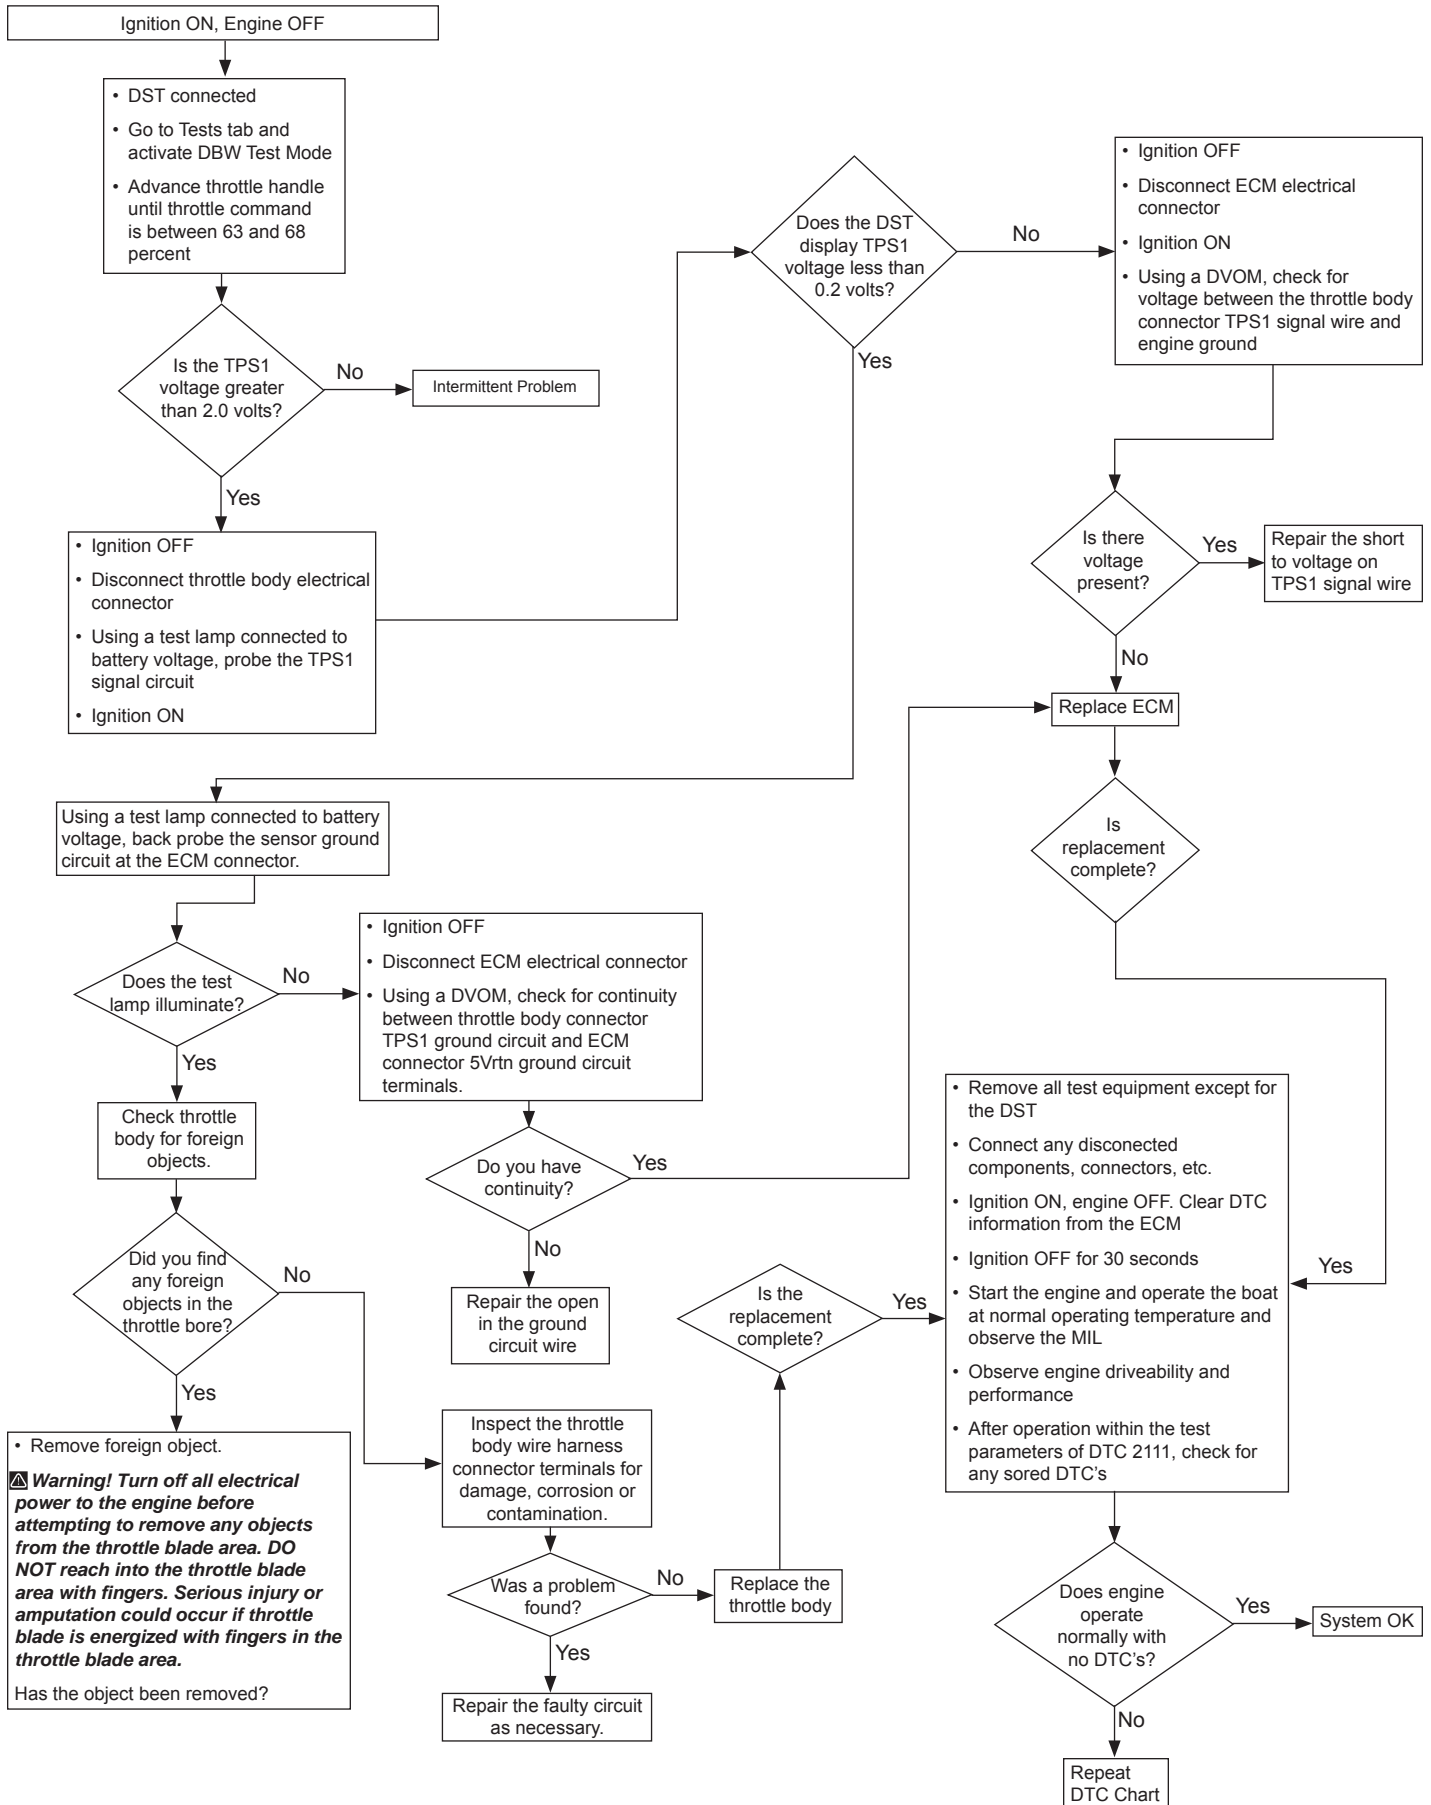 Ignition ON, Engine OFF
• DST connected
• Go to Tests tab and
activate DBW Test Mode
• Advance throttle handle
until throttle command
is between 63 and 68
percent
Is the TPS1
voltage greater
than 2.0 volts?
No
Intermittent Problem
Yes
• Ignition OFF
• Disconnect throttle body electrical
connector
• Using a test lamp connected to
battery voltage, probe the TPS1
signal circuit
• Ignition ON
Does the DST
display TPS1
voltage less than
0.2 volts?
No
Yes
• Ignition OFF
• Disconnect ECM electrical
connector
• Ignition ON
• Using a DVOM, check for
voltage between the throttle body
connector TPS1 signal wire and
engine ground
Is there
voltage
present?
Yes
Repair the short
to voltage on
TPS1 signal wire
No
Replace ECM
Is
replacement
complete?
Yes
Using a test lamp connected to battery
voltage, back probe the sensor ground
circuit at the ECM connector.
Does the test
lamp illuminate?
No
Yes
• Ignition OFF
• Disconnect ECM electrical connector
• Using a DVOM, check for continuity
between throttle body connector
TPS1 ground circuit and ECM
connector 5Vrtn ground circuit
terminals.
Do you have
continuity?
Yes
No
Repair the open
in the ground
circuit wire
Check throttle
body for foreign
objects.
Did you find
any foreign
objects in the
throttle bore?
No
Yes
• Remove foreign object.
Warning! Turn off all electrical
power to the engine before
attempting to remove any objects
from the throttle blade area. DO
NOT reach into the throttle blade
area with fingers. Serious injury or
amputation could occur if throttle
blade is energized with fingers in the
throttle blade area.
Has the object been removed?
Inspect the throttle
body wire harness
connector terminals for
damage, corrosion or
contamination.
Was a problem
found?
No
Yes
Repair the faulty circuit
as necessary.
Replace the
throttle body
Is the
replacement
complete?
Yes
• Remove all test equipment except for
the DST
• Connect any disconected
components, connectors, etc.
• Ignition ON, engine OFF. Clear DTC
information from the ECM
• Ignition OFF for 30 seconds
• Start the engine and operate the boat
at normal operating temperature and
observe the MIL
• Observe engine driveability and
performance
• After operation within the test
parameters of DTC 2111, check for
any sored DTC's
Does engine
operate
normally with
no DTC's?
Yes
System OK
No
Repeat
DTC Chart